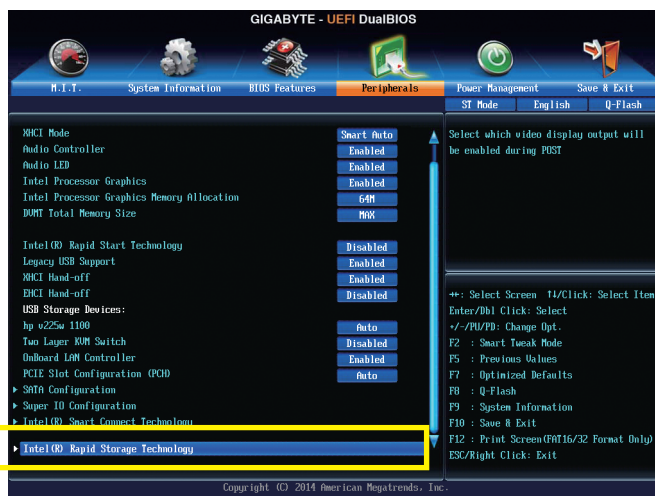 GIGABYTE - UEFI DualBIOS
M.I.T. System Information BIOS Features Peripherals Power Management Save & Exit
ST Mode English Q-Flash
XHCI Mode Smart Auto
Audio Controller Enabled
Audio LED Enabled
Intel Processor Graphics Enabled
Intel Processor Graphics Memory Allocation 64M
DVMT Total Memory Size MAX
Intel(R) Rapid Start Technology Disabled
Legacy USB Support Enabled
XHCI Hand-off Enabled
EHCI Hand-off Disabled
USB Storage Devices:
hp v225w 1100 Auto
Two Layer KVM Switch Disabled
OnBoard LAN Controller Enabled
PCIE Slot Configuration (PCH) Auto
SATA Configuration
Super IO Configuration
Intel(R) Smart Connect Technology
Intel(R) Rapid Storage Technology
Select which video display output will
be enabled during POST
↔: Select Screen ↑↓/Click: Select Item
Enter/Dbl Click: Select
+/-/PU/PD: Change Opt.
F2 : Smart Tweak Mode
F5 : Previous Values
F7 : Optimized Defaults
F8 : Q-Flash
F9 : System Information
F10 : Save & Exit
F12 : Print Screen(FAT16/32 Format Only)
ESC/Right Click: Exit
Copyright (C) 2014 American Megatrends, Inc.